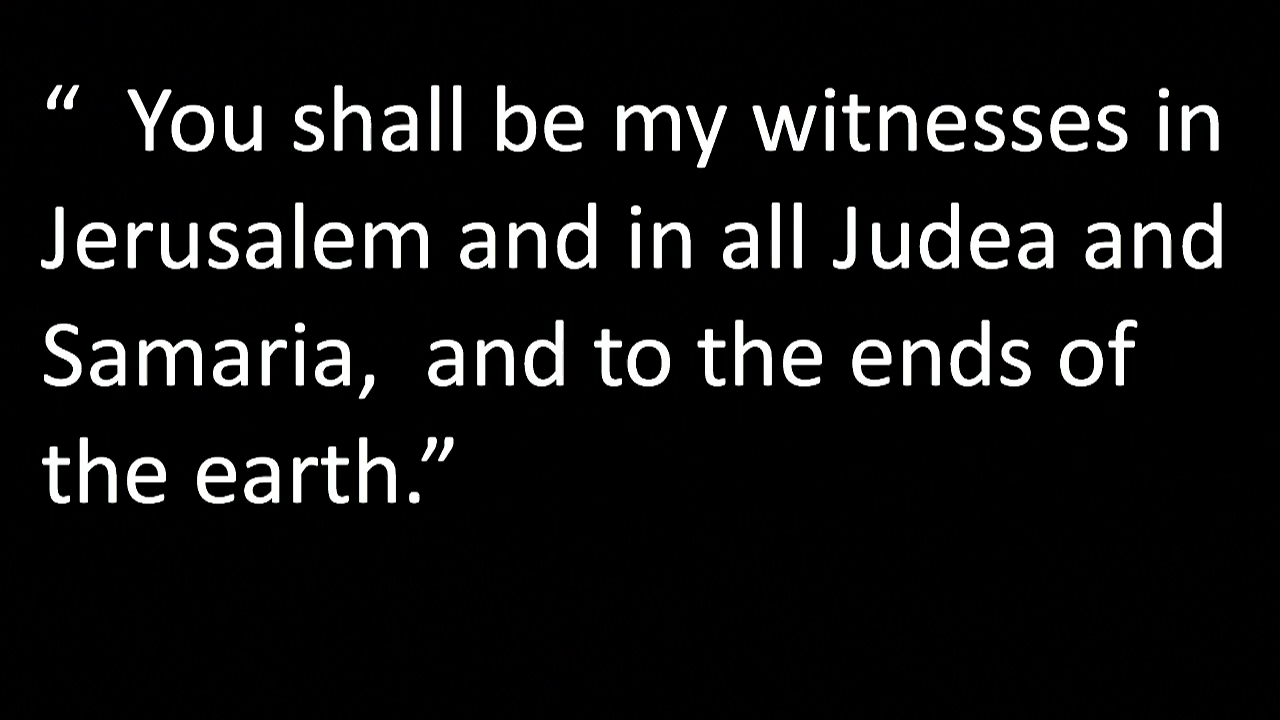 “  You shall be my witnesses in
Jerusalem and in all Judea and
Samaria,  and to the ends of
the earth.”